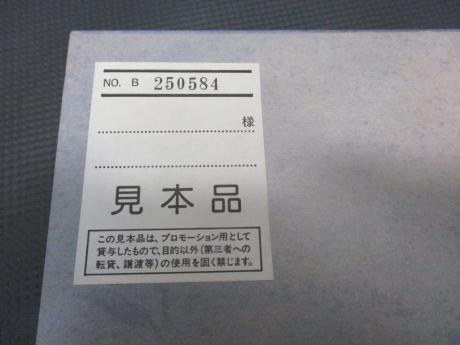 NO. B 250584
様
見本品
この見本品は、プロモーション用として
貸与したもので、目的以外(第三者への
転貸、譲渡等)の使用を固く禁じます。